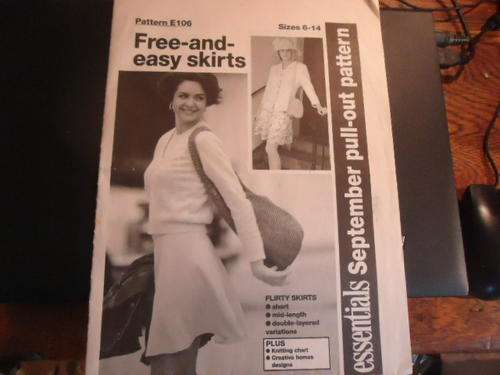 Pattern E106
Sizes 6-14
Free-and-
easy skirts
essentials September pull-out pattern
FLIRTY SKIRTS
● short
● mid-length
● double-layered
variations
PLUS
● Knitting chart
● Creative homes
designs